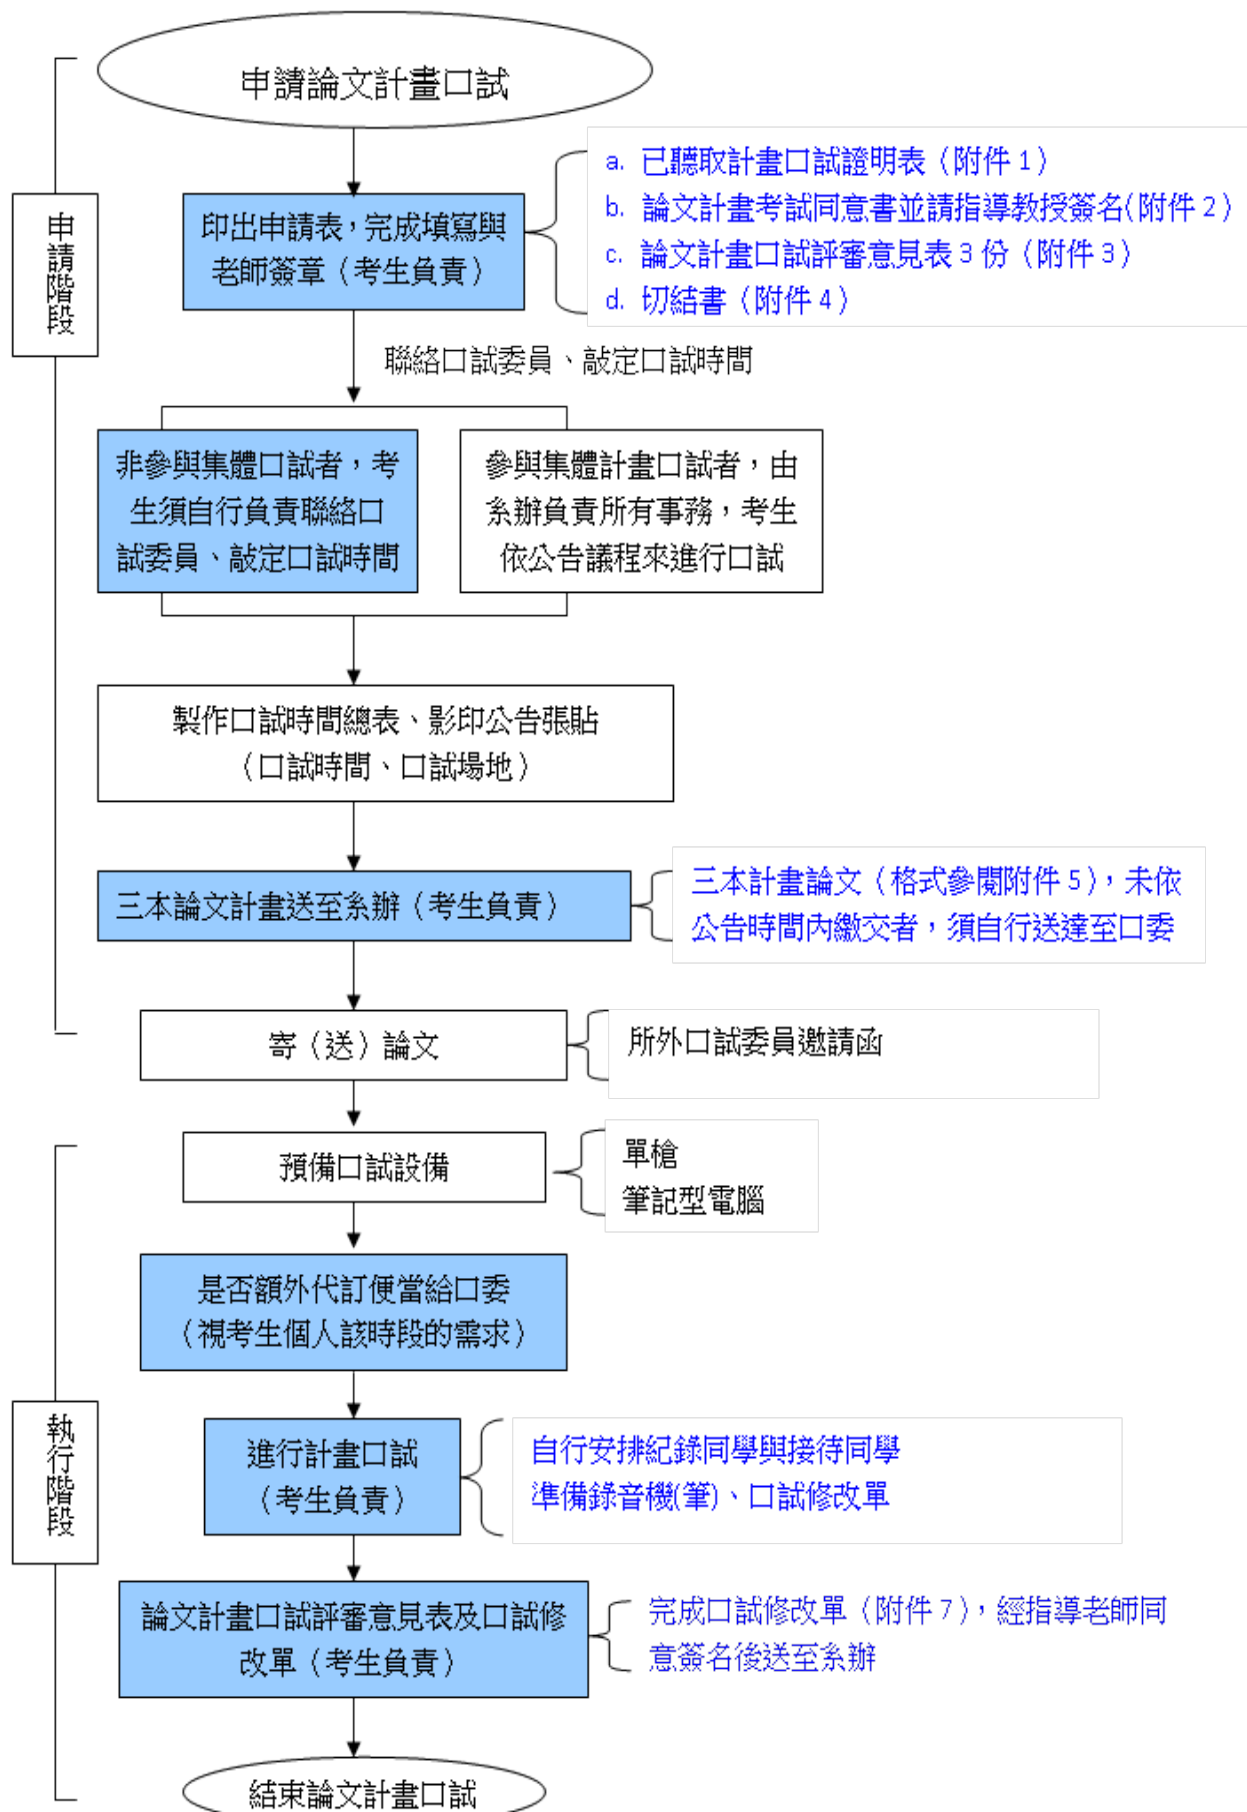 申請論文計畫口試
申請階段
印出申請表，完成填寫與
老師簽章（考生負責）
a. 已聽取計畫口試證明表（附件 1）
b. 論文計畫考試同意書並請指導教授簽名(附件 2）
c. 論文計畫口試評審意見表 3 份（附件 3）
d. 切結書（附件 4）
聯絡口試委員、敲定口試時間
非參與集體口試者，考
生須自行負責聯絡口
試委員、敲定口試時間
參與集體計畫口試者，由
系辦負責所有事務，考生
依公告議程來進行口試
製作口試時間總表、影印公告張貼
（口試時間、口試場地）
三本論文計畫送至系辦（考生負責）
三本計畫論文（格式參閱附件 5），未依
公告時間內繳交者，須自行送達至口委
寄（送）論文
所外口試委員邀請函
執行階段
預備口試設備
單槍
筆記型電腦
是否額外代訂便當給口委
（視考生個人該時段的需求）
進行計畫口試
（考生負責）
自行安排紀錄同學與接待同學
準備錄音機(筆)、口試修改單
論文計畫口試評審意見表及口試修
改單（考生負責）
完成口試修改單（附件 7），經指導老師同
意簽名後送至系辦
結束論文計畫口試